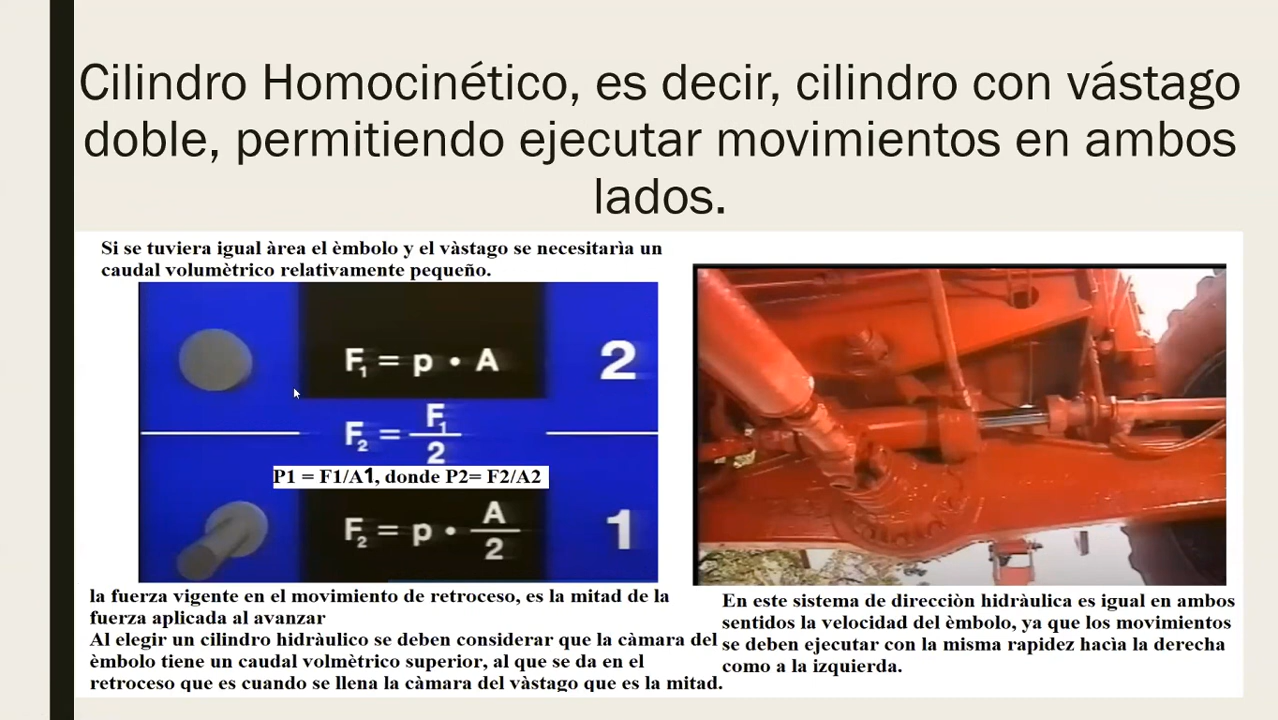 Cilindro Homocinético, es decir, cilindro con vástago
doble, permitiendo ejecutar movimientos en ambos
lados.
Si se tuviera igual àrea el èmbolo y el vàstago se necesitarìa un
caudal volumètrico relativamente pequeño.
F₁ = p • A
2
F₂ = F₁/2
P1 = F1/A1, donde P2= F2/A2
F₂ = p • A/2
1
la fuerza vigente en el movimiento de retroceso, es la mitad de la
fuerza aplicada al avanzar
Al elegir un cilindro hidràulico se deben considerar que la càmara del
èmbolo tiene un caudal volmètrico superior, al que se da en el
retroceso que es cuando se llena la càmara del vàstago que es la mitad.
En este sistema de direcciòn hidràulica es igual en ambos
sentidos la velocidad del èmbolo, ya que los movimientos
se deben ejecutar con la misma rapidez hacìa la derecha
como a la izquierda.